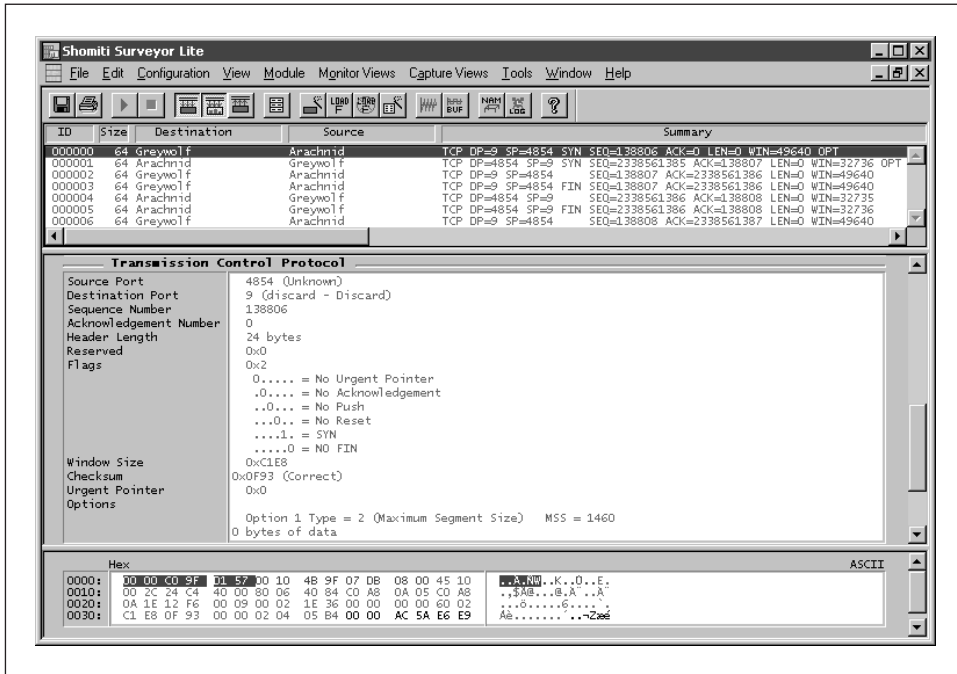 Shomiti Surveyor Lite
File Edit Configuration View Module Monitor Views Capture Views Tools Window Help
LOAD NAM BUF LOG
ID Size Destination Source Summary
000000 64 Greywolf Arachnid TCP DP=9 SP=4854 SYN SEQ=138806 ACK=0 LEN=0 WIN=49640 OPT
000001 64 Arachnid Greywolf TCP DP=4854 SP=9 SYN SEQ=2338561385 ACK=138807 LEN=0 WIN=32736 OPT
000002 64 Greywolf Arachnid TCP DP=9 SP=4854 SEQ=138807 ACK=2338561386 LEN=0 WIN=49640
000003 64 Greywolf Arachnid TCP DP=9 SP=4854 FIN SEQ=138807 ACK=2338561386 LEN=0 WIN=49640
000004 64 Arachnid Greywolf TCP DP=4854 SP=9 SEQ=2338561386 ACK=138808 LEN=0 WIN=32735
000005 64 Arachnid Greywolf TCP DP=4854 SP=9 FIN SEQ=2338561386 ACK=138808 LEN=0 WIN=32736
000006 64 Greywolf Arachnid TCP DP=9 SP=4854 SEQ=138808 ACK=2338561387 LEN=0 WIN=49640
Transmission Control Protocol
Source Port 4854 (Unknown)
Destination Port 9 (discard - Discard)
Sequence Number 138806
Acknowledgement Number 0
Header Length 24 bytes
Reserved 0x0
Flags 0x2
0..... = No Urgent Pointer
.0.... = No Acknowledgement
..0... = No Push
...0.. = No Reset
....1. = SYN
.....0 = NO FIN
Window Size 0xC1E8
Checksum 0x0F93 (Correct)
Urgent Pointer 0x0
Options
Option 1 Type = 2 (Maximum Segment Size) MSS = 1460
0 bytes of data
Hex ASCII
0000: 00 00 C0 9F D1 57 00 10 4B 9F 07 DB 08 00 45 10 ..À.ÑW..K..Û..E.
0010: 00 2C 24 C4 40 00 80 06 40 84 C0 A8 0A 05 C0 A8 .,$Ä@...@.À¨..À¨
0020: 0A 1E 12 F6 00 09 00 02 1E 36 00 00 00 00 60 02 ...ö.....6....`.
0030: C1 E8 0F 93 00 00 02 04 05 B4 00 00 AC 5A E6 E9 Áè.......´..¬Zæé